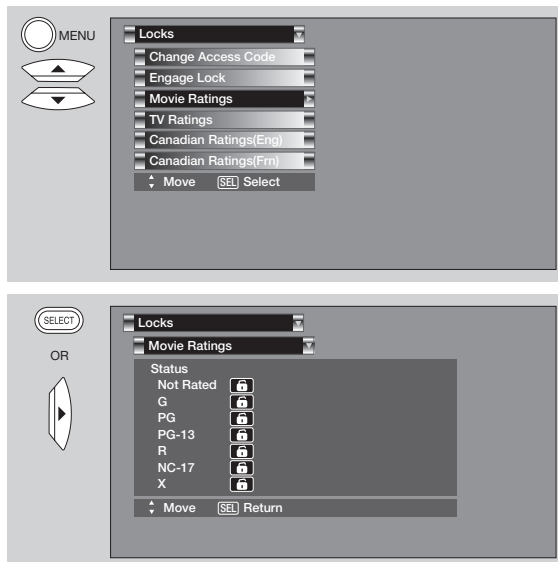 MENU
Locks
Change Access Code
Engage Lock
Movie Ratings
TV Ratings
Canadian Ratings(Eng)
Canadian Ratings(Frn)
Move SEL Select
SELECT
OR
Locks
Movie Ratings
Status
Not Rated
G
PG
PG-13
R
NC-17
X
Move SEL Return